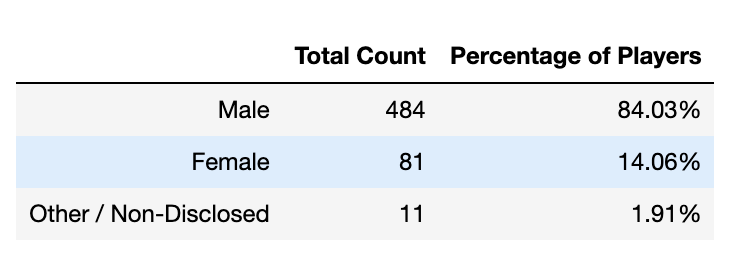 Total Count Percentage of Players
Male 484 84.03%
Female 81 14.06%
Other / Non-Disclosed 11 1.91%